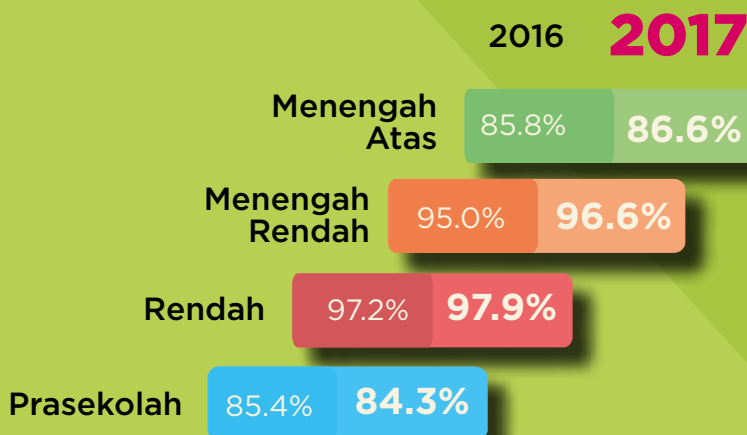 2016 2017
Menengah
Atas
85.8% 86.6%
Menengah
Rendah
95.0% 96.6%
Rendah 97.2% 97.9%
Prasekolah 85.4% 84.3%